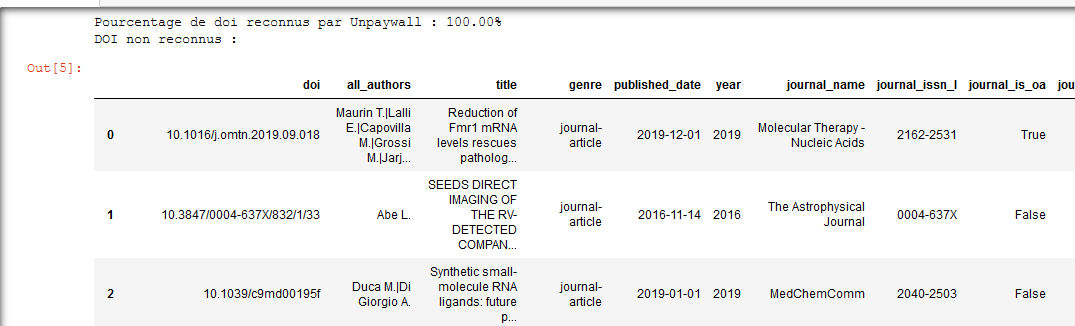 Pourcentage de doi reconnus par Unpaywall : 100.00%
DOI non reconnus :
Out[5]:
doi all_authors title genre published_date year journal_name journal_issn_l journal_is_oa jou
0 10.1016/j.omtn.2019.09.018 Maurin T.|Lalli E.|Capovilla M.|Grossi M.|Jarj... Reduction of Fmr1 mRNA levels rescues patholog... journal-article 2019-12-01 2019 Molecular Therapy - Nucleic Acids 2162-2531 True
1 10.3847/0004-637X/832/1/33 Abe L. SEEDS DIRECT IMAGING OF THE RV-DETECTED COMPAN... journal-article 2016-11-14 2016 The Astrophysical Journal 0004-637X False
2 10.1039/c9md00195f Duca M.|Di Giorgio A. Synthetic small-molecule RNA ligands: future p... journal-article 2019-01-01 2019 MedChemComm 2040-2503 False